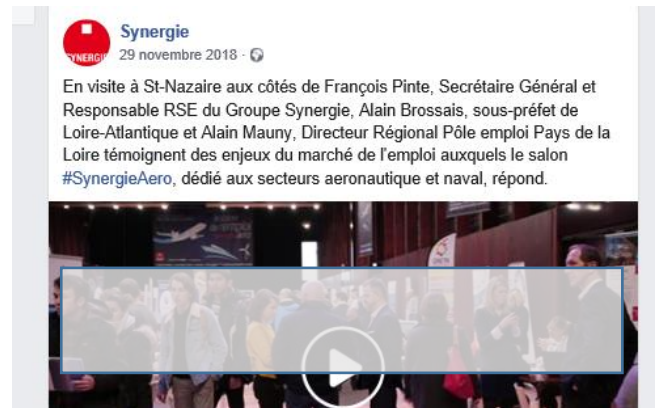 Synergie
SYNERGIE
29 novembre 2018 ·
En visite à St-Nazaire aux côtés de François Pinte, Secrétaire Général et
Responsable RSE du Groupe Synergie, Alain Brossais, sous-préfet de
Loire-Atlantique et Alain Mauny, Directeur Régional Pôle emploi Pays de la
Loire témoignent des enjeux du marché de l'emploi auxquels le salon
#SynergieAero, dédié aux secteurs aeronautique et naval, répond.